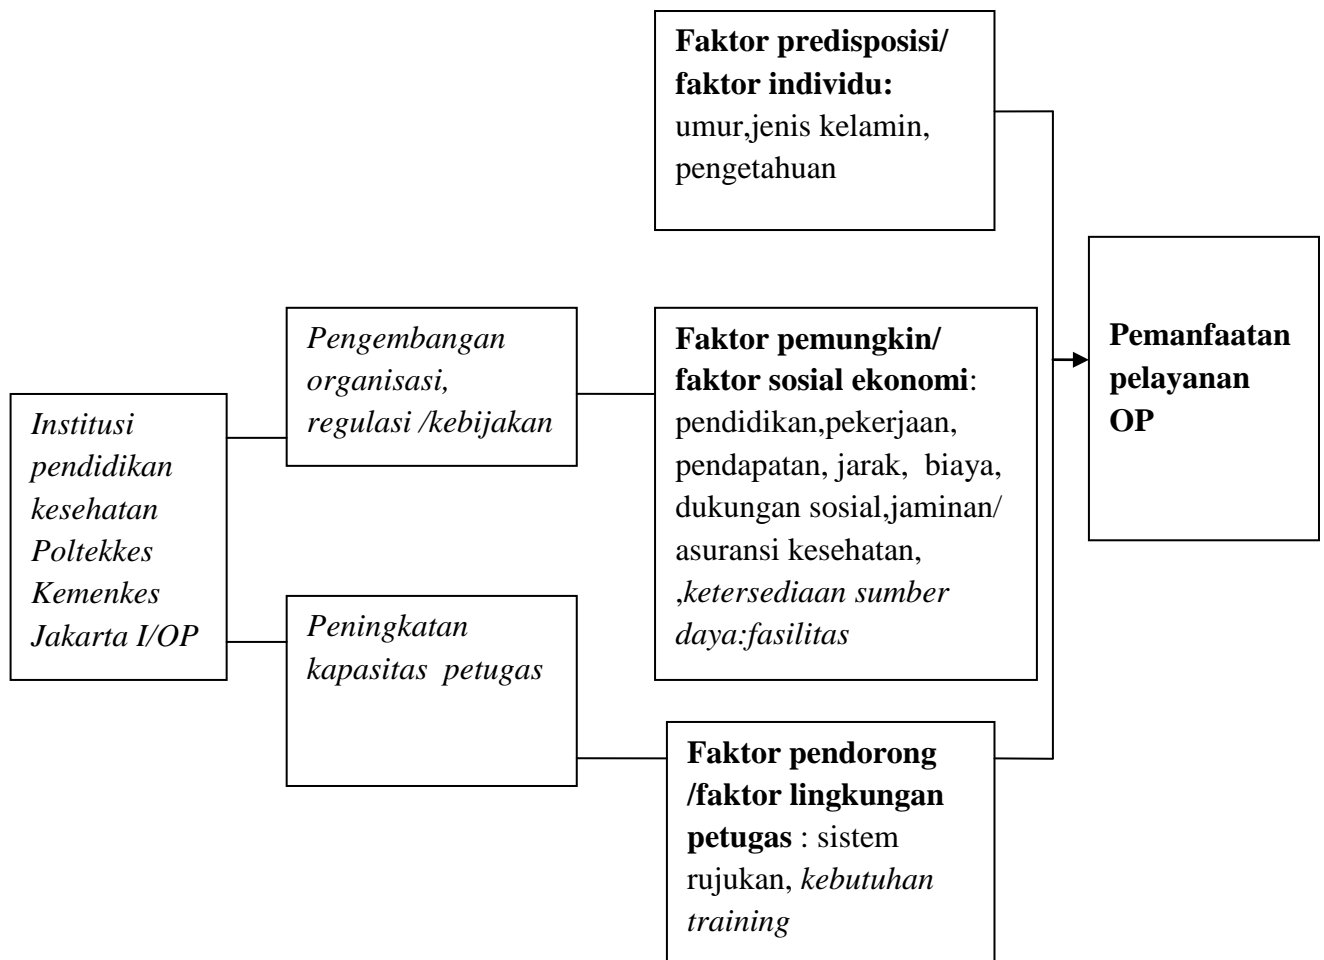 Faktor predisposisi/
faktor individu:
umur,jenis kelamin,
pengetahuan
Pengembangan
organisasi,
regulasi /kebijakan
Faktor pemungkin/
faktor sosial ekonomi:
pendidikan,pekerjaan,
pendapatan, jarak, biaya,
dukungan sosial,jaminan/
asuransi kesehatan,
,ketersediaan sumber
daya:fasilitas
Pemanfaatan
pelayanan
OP
Institusi
pendidikan
kesehatan
Poltekkes
Kemenkes
Jakarta I/OP
Peningkatan
kapasitas petugas
Faktor pendorong
/faktor lingkungan
petugas : sistem
rujukan, kebutuhan
training